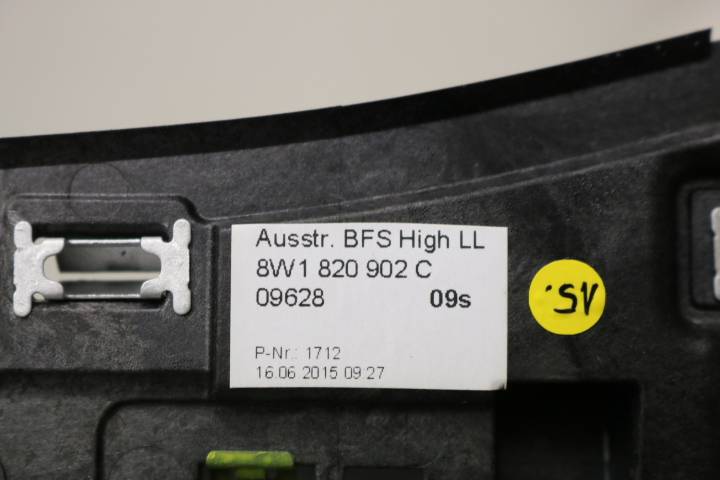 Ausstr. BFS High LL
8W1 820 902 C
09628 09s
P-Nr.: 1712
16.06 2015 09:27